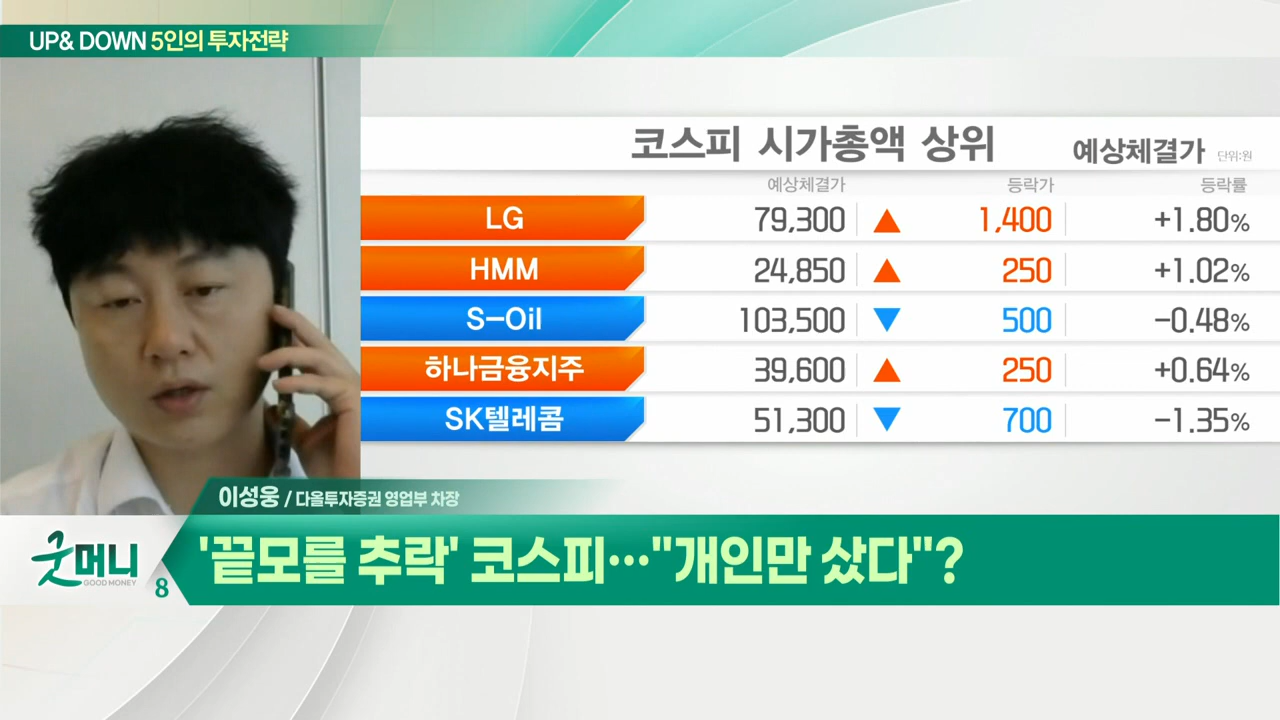 UP& DOWN 5인의 투자전략
코스피 시가총액 상위 예상체결가 단위:원
예상체결가 등락가 등락률
LG 79,300 ▲ 1,400 +1.80%
HMM 24,850 ▲ 250 +1.02%
S-Oil 103,500 ▼ 500 -0.48%
하나금융지주 39,600 ▲ 250 +0.64%
SK텔레콤 51,300 ▼ 700 -1.35%
이성웅 / 다올투자증권 영업부 차장
'끝모를 추락' 코스피…"개인만 샀다"?
굿머니
GOOD MONEY
8